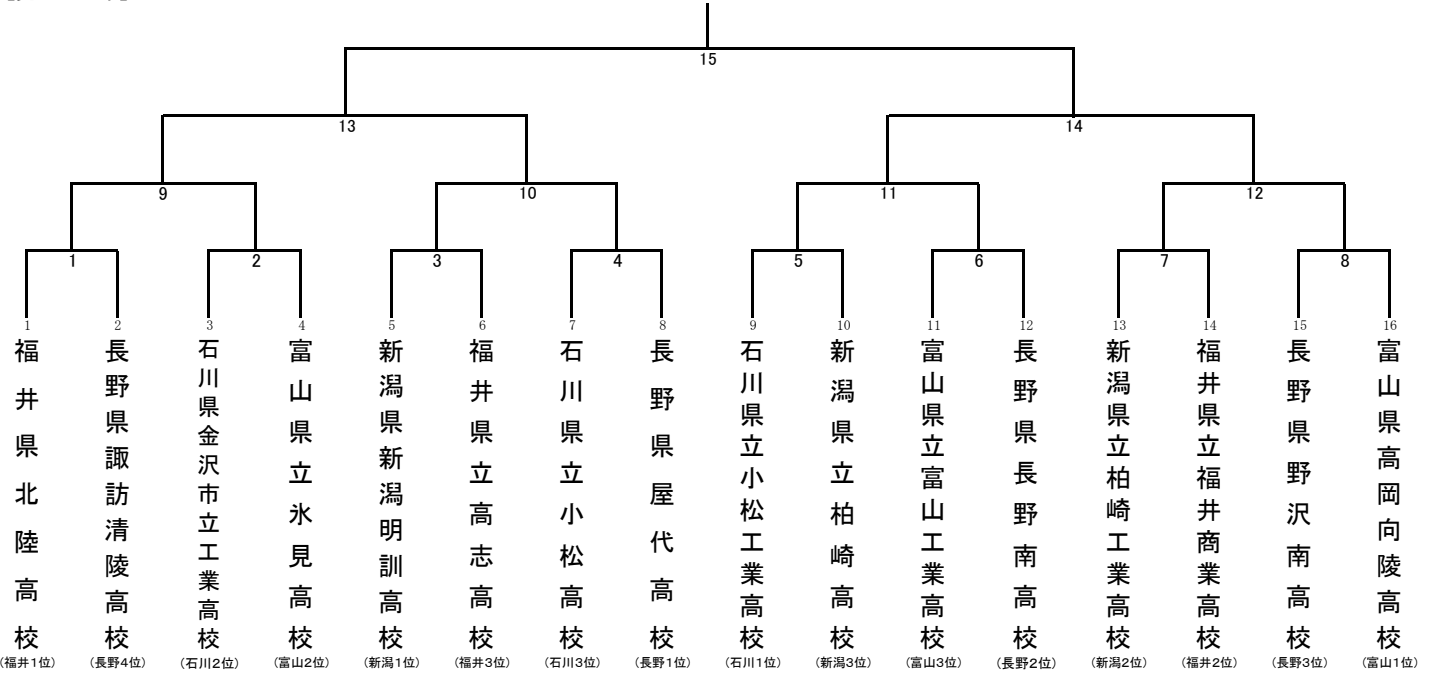 15
13
14
9
10
11
12
1
2
3
4
5
6
7
8
1
2
3
4
5
6
7
8
9
10
11
12
13
14
15
16
福井県北陸高校
長野県諏訪清陵高校
石川県金沢市立工業高校
富山県立氷見高校
新潟県新潟明訓高校
福井県立高志高校
石川県立小松高校
長野県屋代高校
石川県立小松工業高校
新潟県立柏崎高校
富山県立富山工業高校
長野県長野南高校
新潟県立柏崎工業高校
福井県立福井商業高校
長野県野沢南高校
富山県高岡向陵高校
(福井1位)
(長野4位)
(石川2位)
(富山2位)
(新潟1位)
(福井3位)
(石川3位)
(長野1位)
(石川1位)
(新潟3位)
(富山3位)
(長野2位)
(新潟2位)
(福井2位)
(長野3位)
(富山1位)